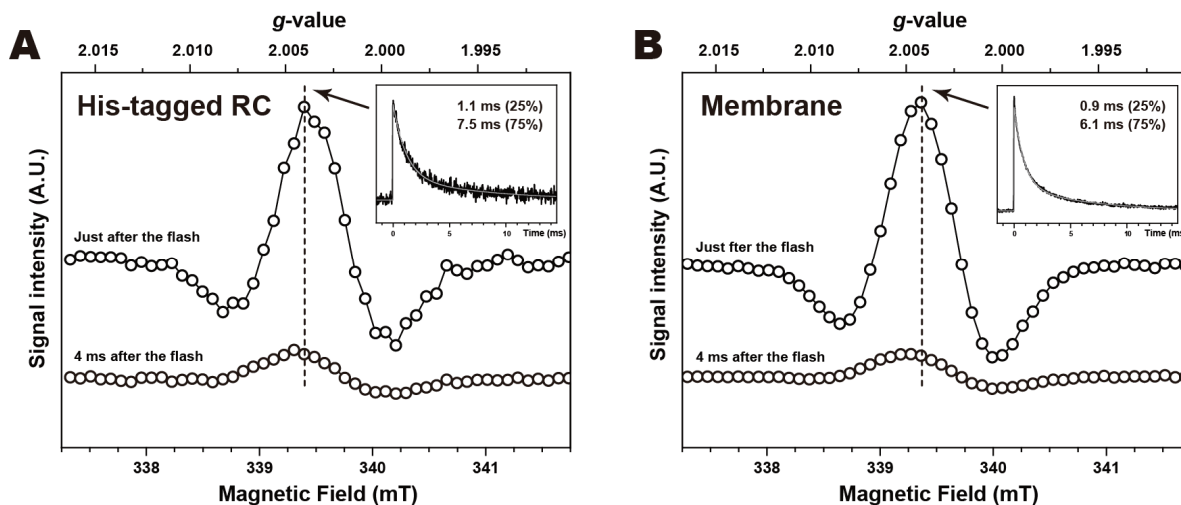 A
g-value
2.015 2.010 2.005 2.000 1.995
His-tagged RC
1.1 ms (25%)
7.5 ms (75%)
0 5 10 Time (ms)
Just after the flash
4 ms after the flash
Signal intensity (A.U.)
338 339 340 341
Magnetic Field (mT)
B
g-value
2.015 2.010 2.005 2.000 1.995
Membrane
0.9 ms (25%)
6.1 ms (75%)
0 5 10 Time (ms)
Just fter the flash
4 ms after the flash
Signal intensity (A.U.)
338 339 340 341
Magnetic Field (mT)